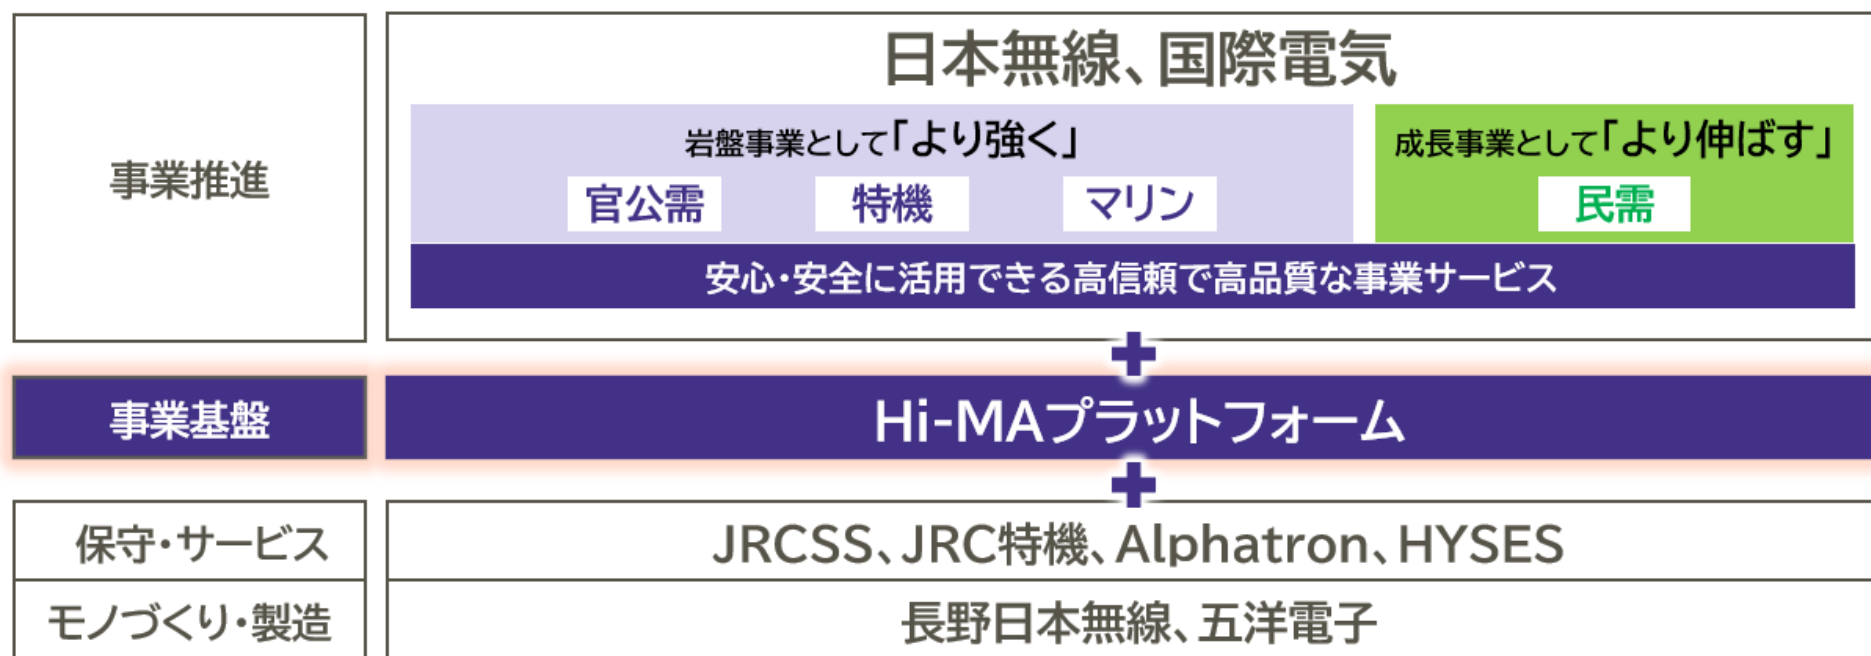 事業推進
日本無線、国際電気
岩盤事業として「より強く」
官公需
特機
マリン
成長事業として「より伸ばす」
民需
安心・安全に活用できる高信頼で高品質な事業サービス
事業基盤
Hi-MAプラットフォーム
保守・サービス
JRCSS、JRC特機、Alphatron、HYSES
モノづくり・製造
長野日本無線、五洋電子